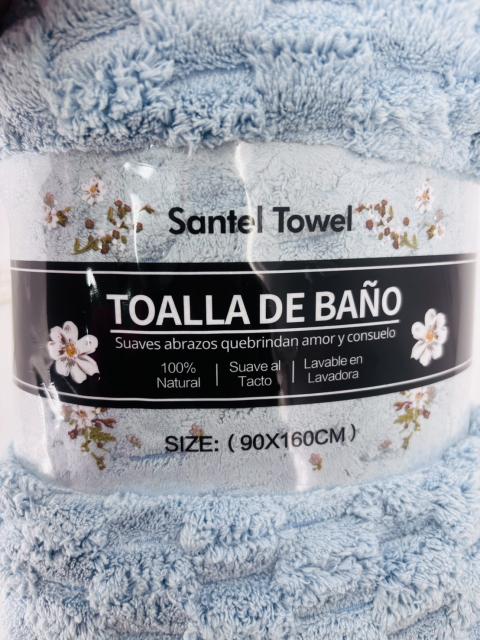 Santel Towel
TOALLA DE BAÑO
Suaves abrazos quebrindan amor y consuelo
100% Natural | Suave al Tacto | Lavable en Lavadora
SIZE: ( 90X160CM )